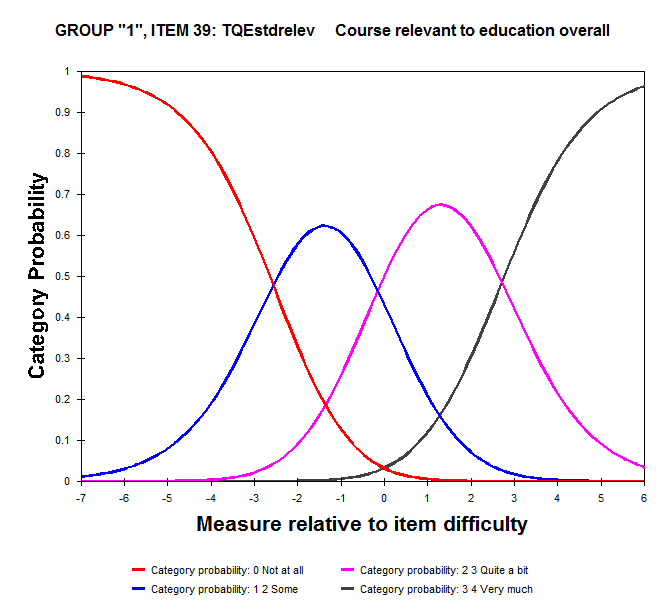 GROUP "1", ITEM 39: TQEstdrelev Course relevant to education overall
Category Probability
1
0.9
0.8
0.7
0.6
0.5
0.4
0.3
0.2
0.1
0
-7 -6 -5 -4 -3 -2 -1 0 1 2 3 4 5 6
Measure relative to item difficulty
Category probability: 0 Not at all Category probability: 2 3 Quite a bit
Category probability: 1 2 Some Category probability: 3 4 Very much